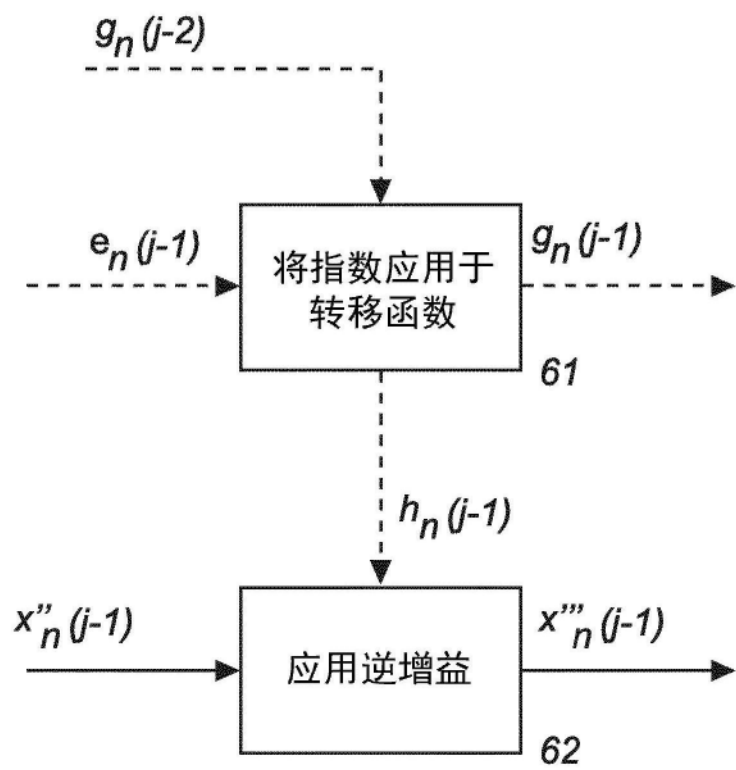 gn(j-2)
en(j-1)
将指数应用于
转移函数
gn(j-1)
61
hn(j-1)
x”n(j-1)
应用逆增益
x”’n(j-1)
62